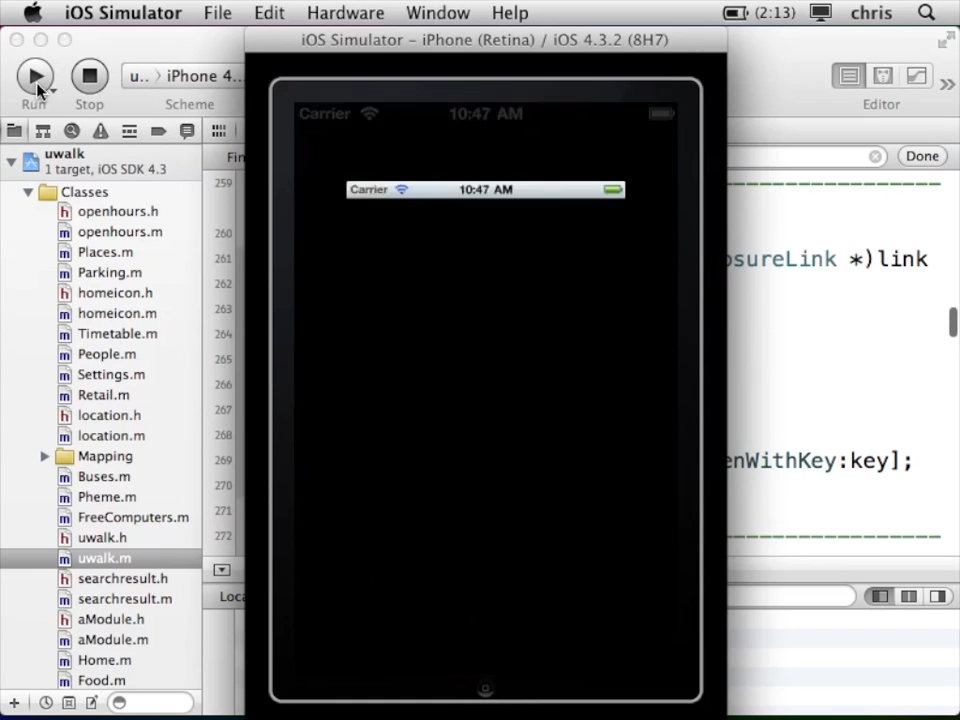 iOS Simulator File Edit Hardware Window Help (2:13) chris
iOS Simulator – iPhone (Retina) / iOS 4.3.2 (8H7)
u.. 〉 iPhone 4...
Run Stop Scheme Editor
Carrier 10:47 AM
uwalk
1 target, iOS SDK 4.3
Fin Done
Carrier 10:47 AM
Classes
openhours.h
openhours.m
Places.m
Parking.m
homeicon.h
homeicon.m
Timetable.m
People.m
Settings.m
Retail.m
location.h
location.m
Mapping
Buses.m
Pheme.m
FreeComputers.m
uwalk.h
uwalk.m
searchresult.h
searchresult.m
aModule.h
aModule.m
Home.m
Food.m
259
260
261 osureLink *)link
262
263
264
265
266
267
268
269 enWithKey:key];
270
271
272
Loca